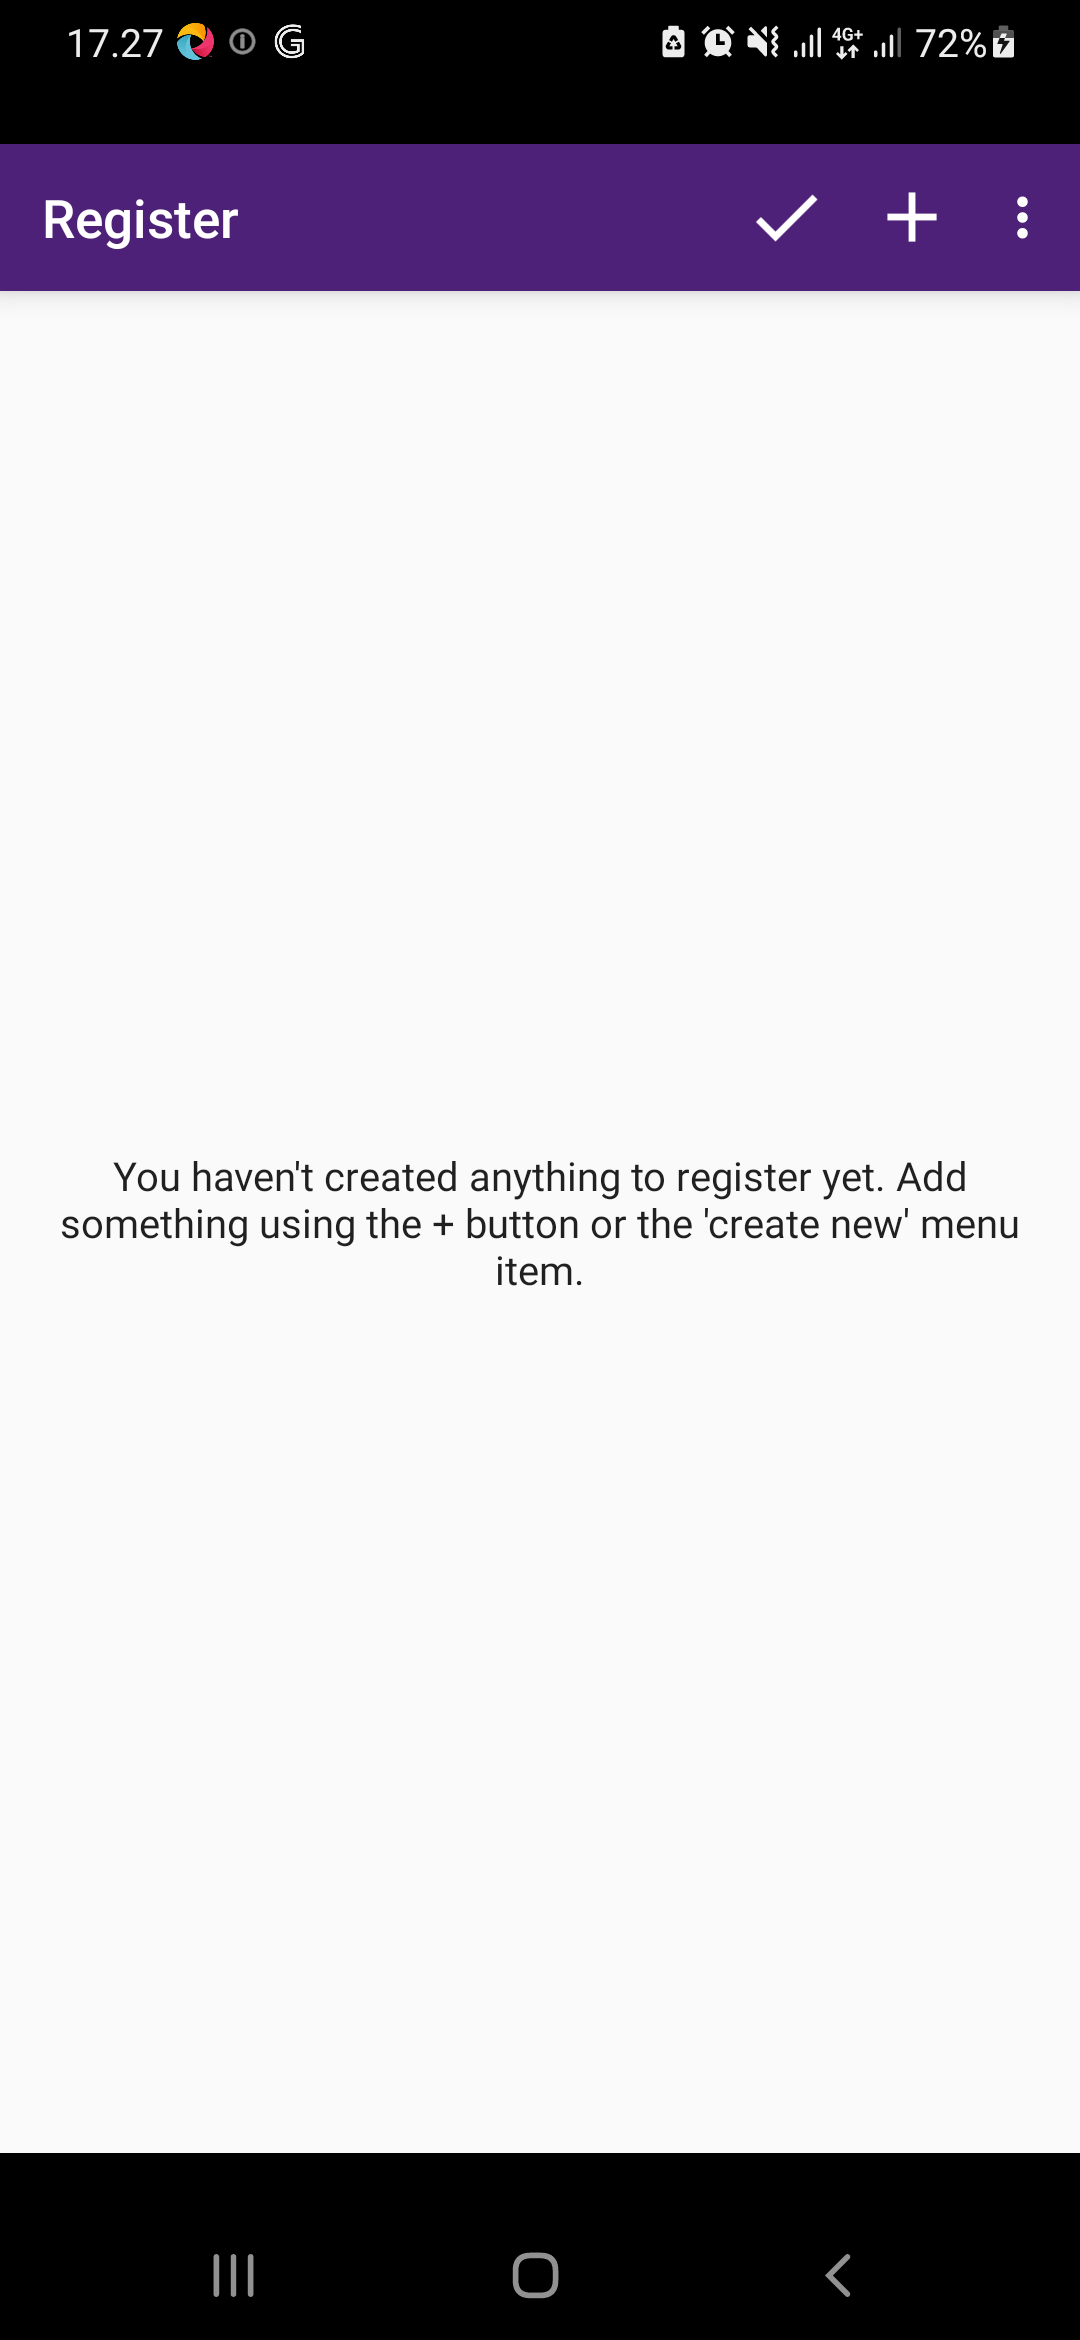 17.27
4G+
72%
Register
You haven't created anything to register yet. Add
something using the + button or the 'create new' menu
item.